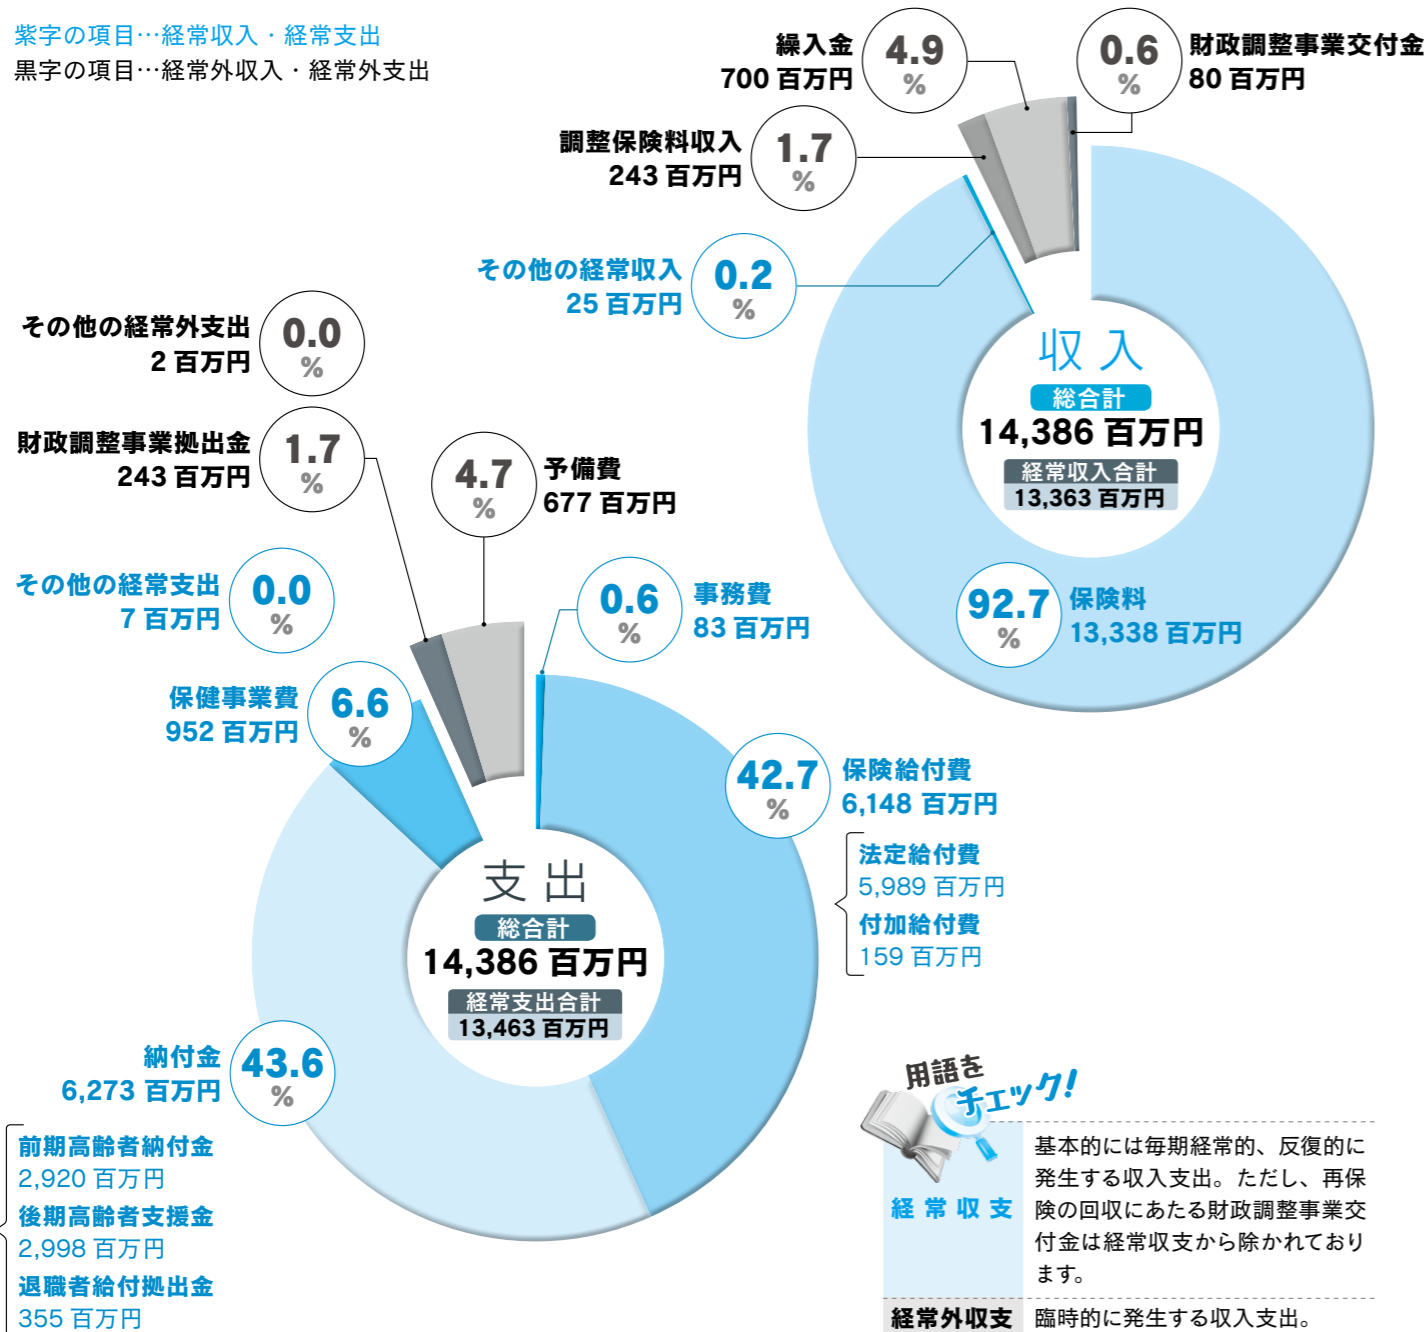 紫字の項目…経常収入・経常支出
黒字の項目…経常外収入・経常外支出
繰入金
700 百万円
4.9
%
0.6
%
財政調整事業交付金
80 百万円
調整保険料収入
243 百万円
1.7
%
その他の経常収入
25 百万円
0.2
%
収入
総合計
14,386 百万円
経常収入合計
13,363 百万円
92.7
%
保険料
13,338 百万円
その他の経常外支出
2 百万円
0.0
%
財政調整事業拠出金
243 百万円
1.7
%
4.7
%
予備費
677 百万円
その他の経常支出
7 百万円
0.0
%
0.6
%
事務費
83 百万円
保健事業費
952 百万円
6.6
%
42.7
%
保険給付費
6,148 百万円
法定給付費
5,989 百万円
付加給付費
159 百万円
支出
総合計
14,386 百万円
経常支出合計
13,463 百万円
納付金
6,273 百万円
43.6
%
前期高齢者納付金
2,920 百万円
後期高齢者支援金
2,998 百万円
退職者給付拠出金
355 百万円
用語を
チェック!
経常収支
基本的には毎期経常的、反復的に
発生する収入支出。ただし、再保
険の回収にあたる財政調整事業交
付金は経常収支から除かれており
ます。
経常外収支
臨時的に発生する収入支出。